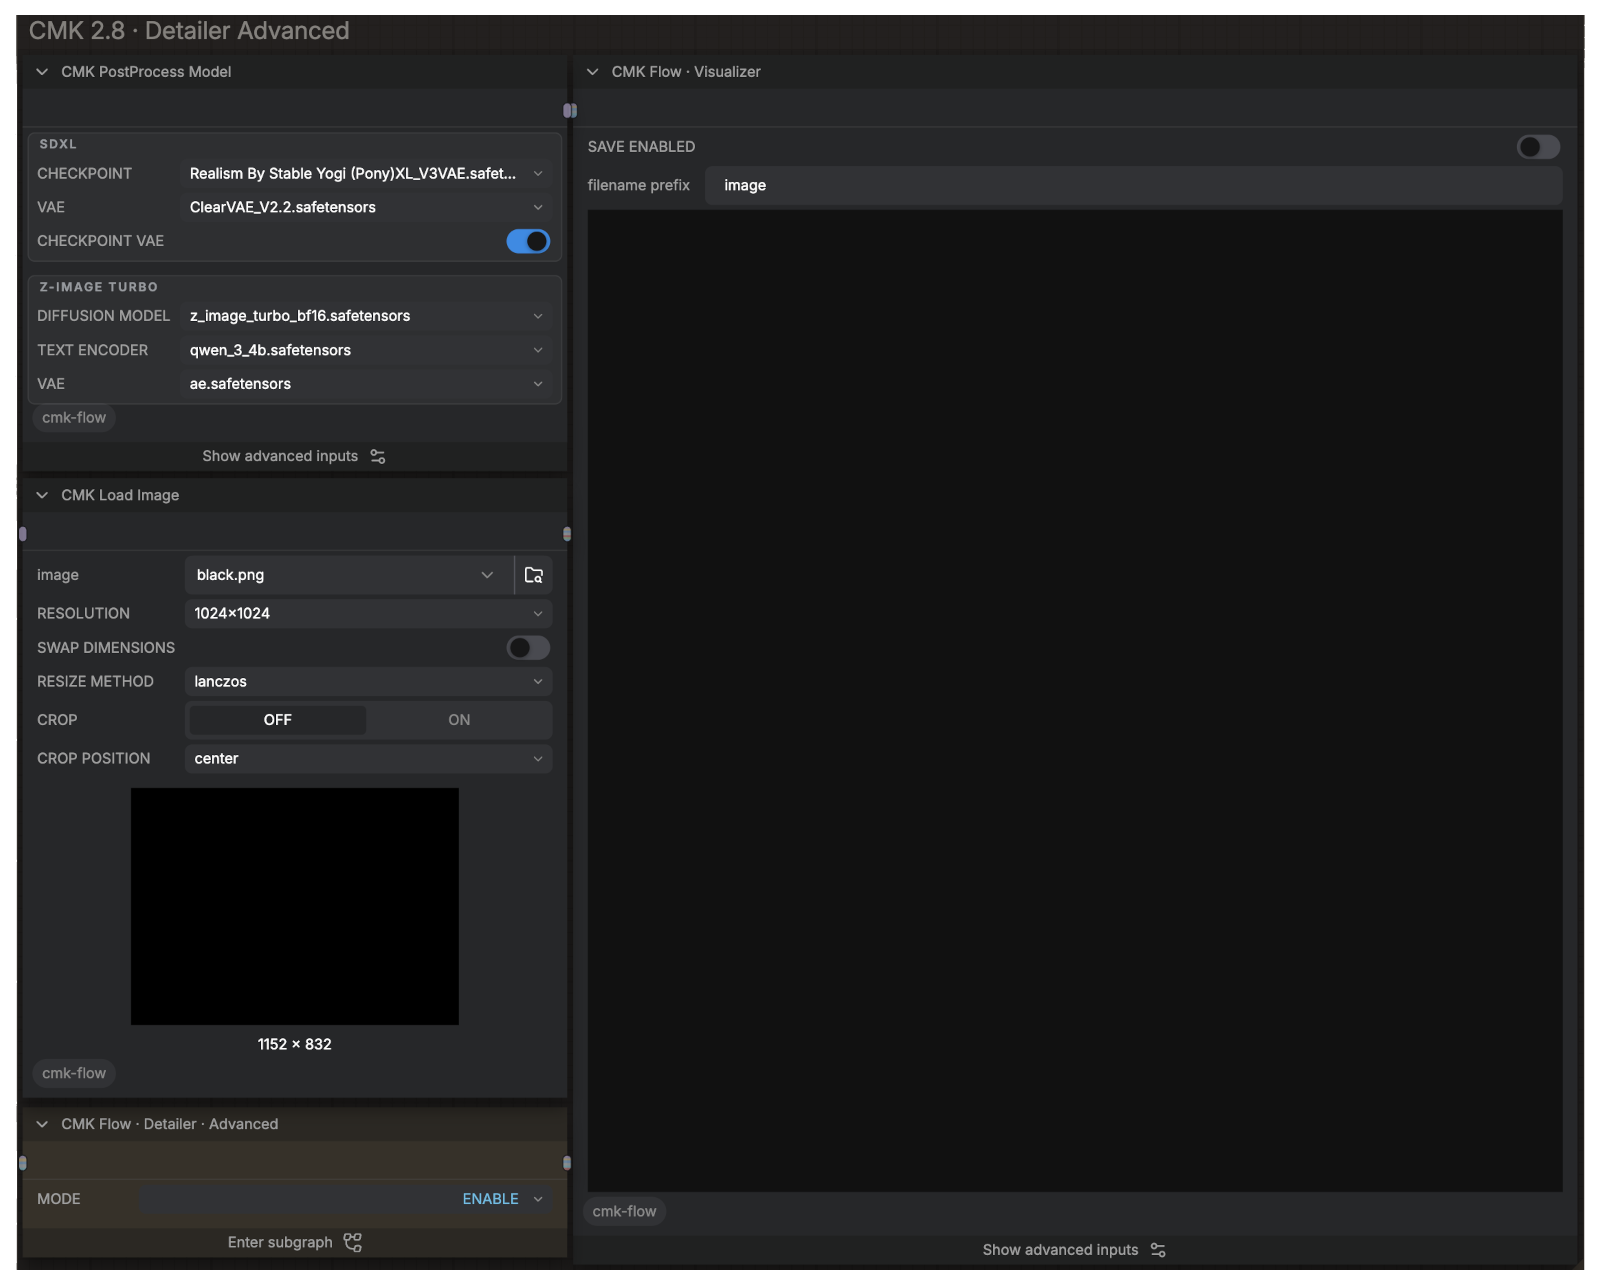 CMK 2.8 · Detailer Advanced
CMK PostProcess Model
SDXL
CHECKPOINT Realism By Stable Yogi (Pony)XL_V3VAE.safet...
VAE ClearVAE_V2.2.safetensors
CHECKPOINT VAE
Z-IMAGE TURBO
DIFFUSION MODEL z_image_turbo_bf16.safetensors
TEXT ENCODER qwen_3_4b.safetensors
VAE ae.safetensors
cmk-flow
Show advanced inputs
CMK Load Image
image black.png
RESOLUTION 1024×1024
SWAP DIMENSIONS
RESIZE METHOD lanczos
CROP OFF ON
CROP POSITION center
1152 × 832
cmk-flow
CMK Flow · Detailer · Advanced
MODE ENABLE
Enter subgraph
CMK Flow · Visualizer
SAVE ENABLED
filename prefix image
cmk-flow
Show advanced inputs